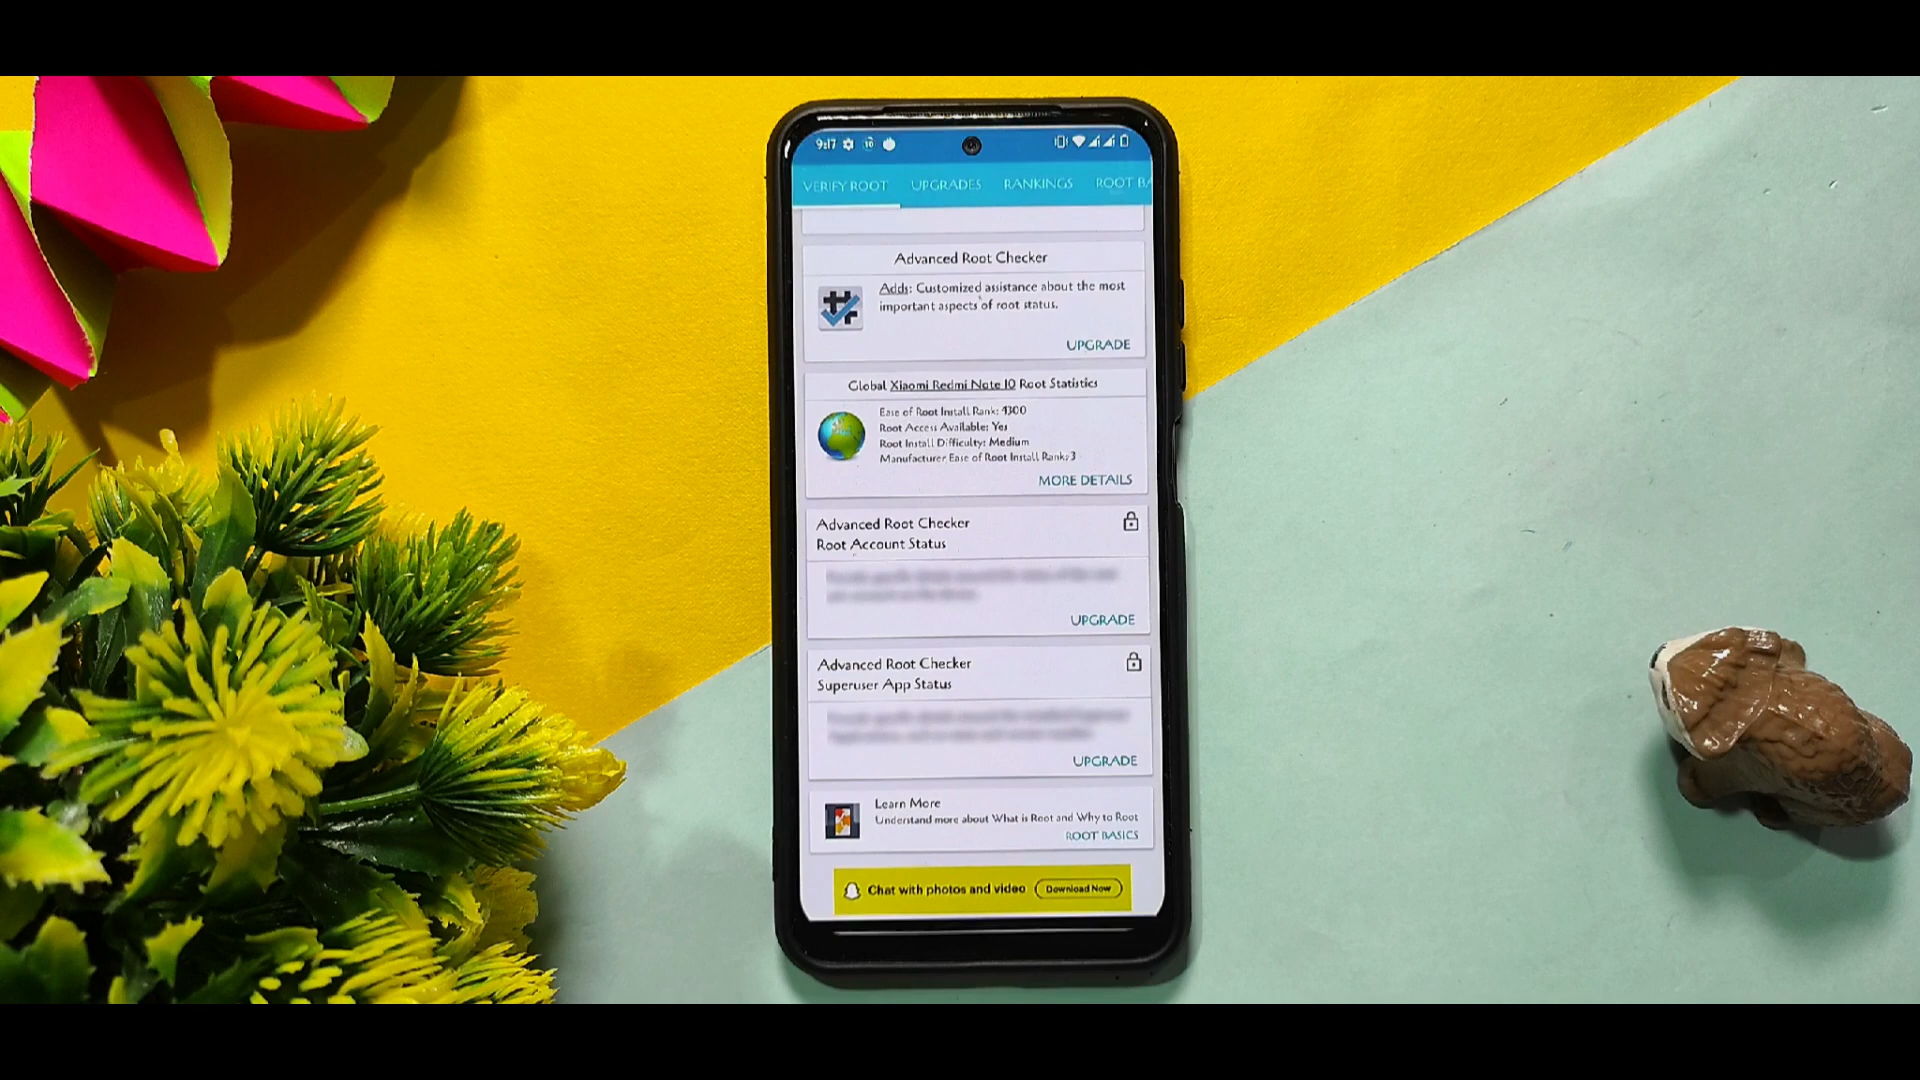 9:17
VERIFY ROOT UPGRADES RANKINGS ROOT BA
Advanced Root Checker
Adds: Customized assistance about the most
important aspects of root status.
UPGRADE
Global Xiaomi Redmi Note 10 Root Statistics
Ease of Root Install Rank: 4300
Root Access Available: Yes
Root Install Difficulty: Medium
Manufacturer Ease of Root Install Rank: 3
MORE DETAILS
Advanced Root Checker
Root Account Status
UPGRADE
Advanced Root Checker
Superuser App Status
UPGRADE
Learn More
Understand more about What is Root and Why to Root
ROOT BASICS
Chat with photos and video Download Now